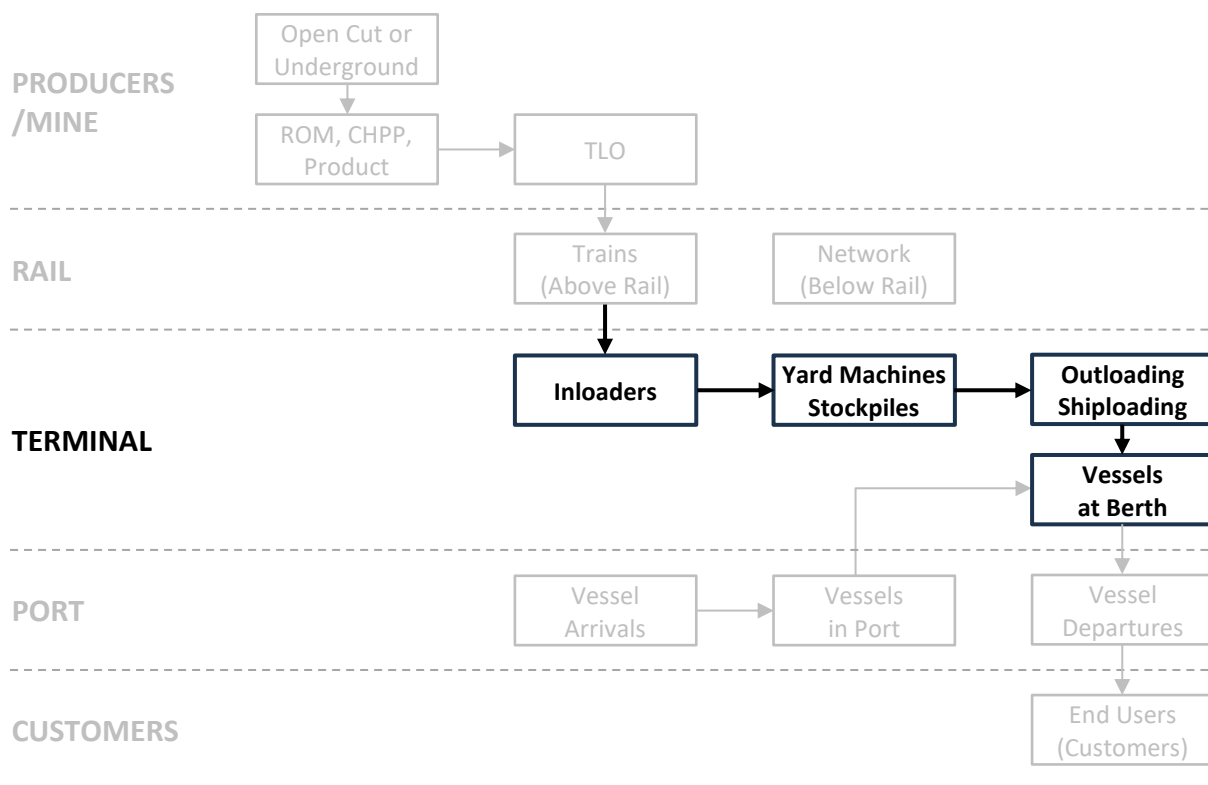 PRODUCERS
/MINE
Open Cut or
Underground
ROM, CHPP,
Product
TLO
RAIL
Trains
(Above Rail)
Network
(Below Rail)
TERMINAL
Inloaders
Yard Machines
Stockpiles
Outloading
Shiploading
Vessels
at Berth
PORT
Vessel
Arrivals
Vessels
in Port
Vessel
Departures
CUSTOMERS
End Users
(Customers)